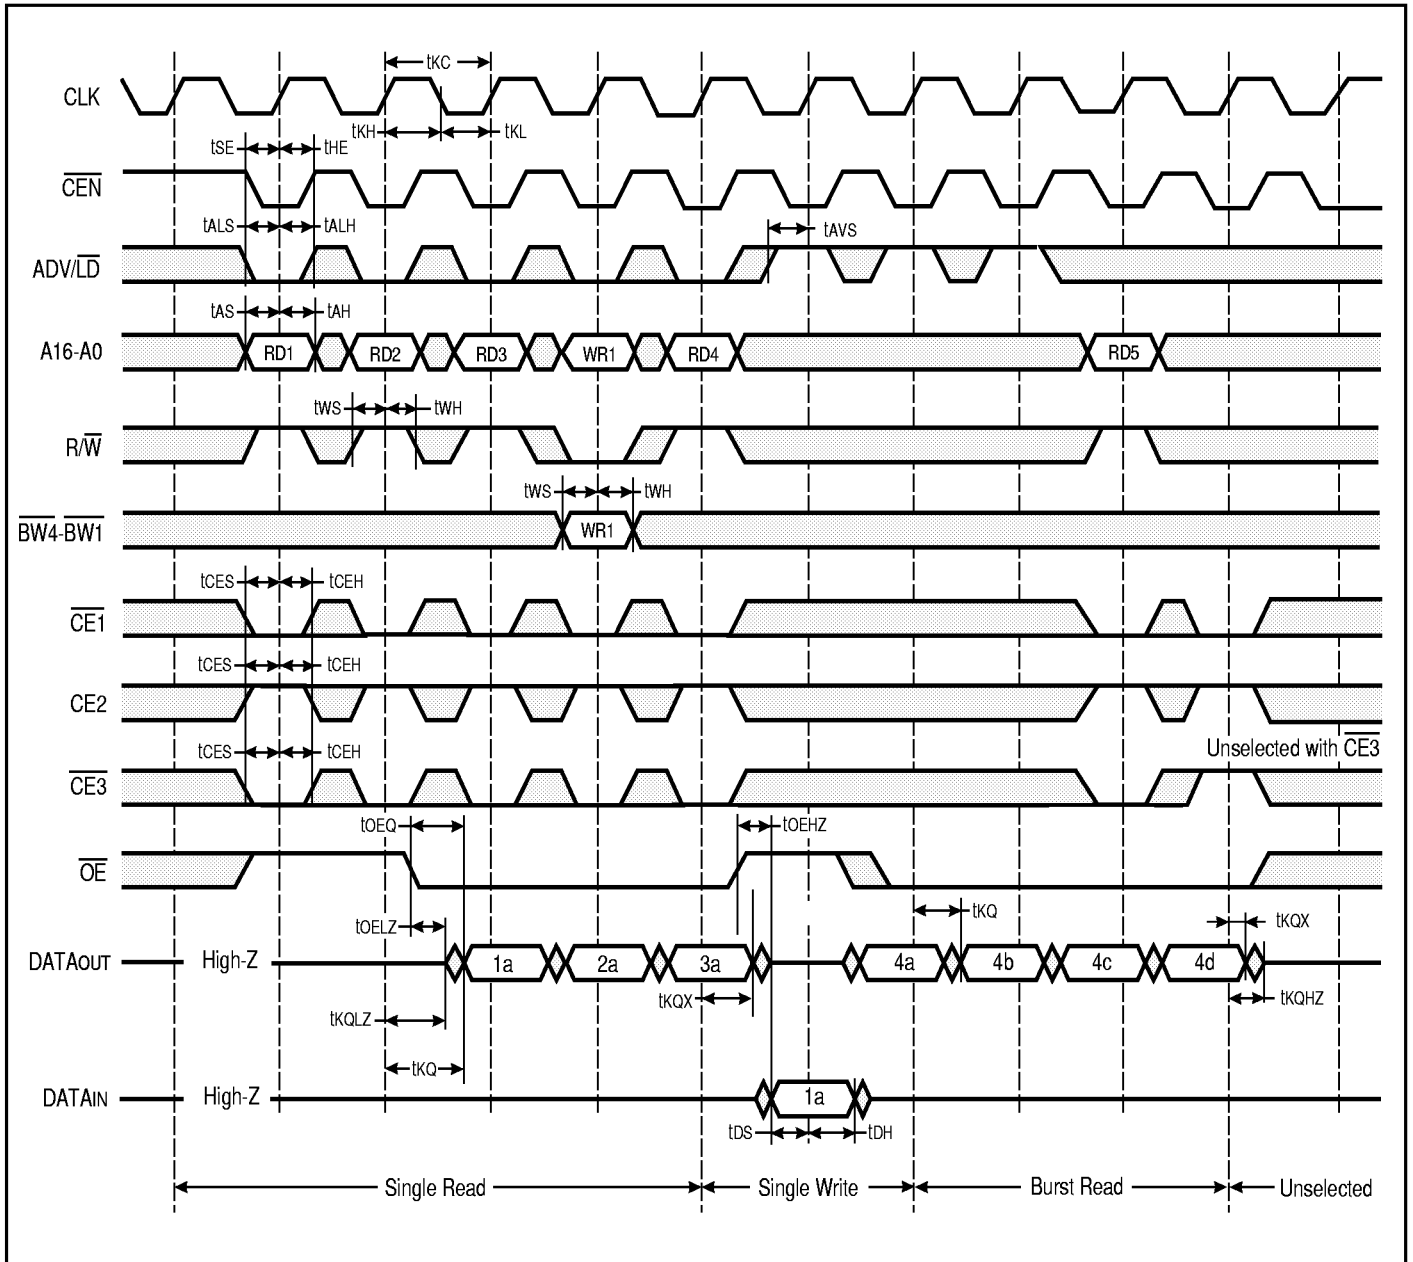 tKC
CLK
tKH
tKL
tSE
tHE
CEN
tALS
tALH
tAVS
ADV/LD
tAS
tAH
A16-A0
RD1
RD2
RD3
WR1
RD4
RD5
tWS
tWH
R/W
tWS
tWH
BW4-BW1
WR1
tCES
tCEH
CE1
tCES
tCEH
CE2
Unselected with CE3
tCES
tCEH
CE3
tOEQ
tOEHZ
OE
tOELZ
tKQ
tKQX
DATAOUT
High-Z
1a
2a
3a
4a
4b
4c
4d
tKQX
tKQHZ
tKQLZ
tKQ
DATAIN
High-Z
1a
tDS
tDH
Single Read
Single Write
Burst Read
Unselected